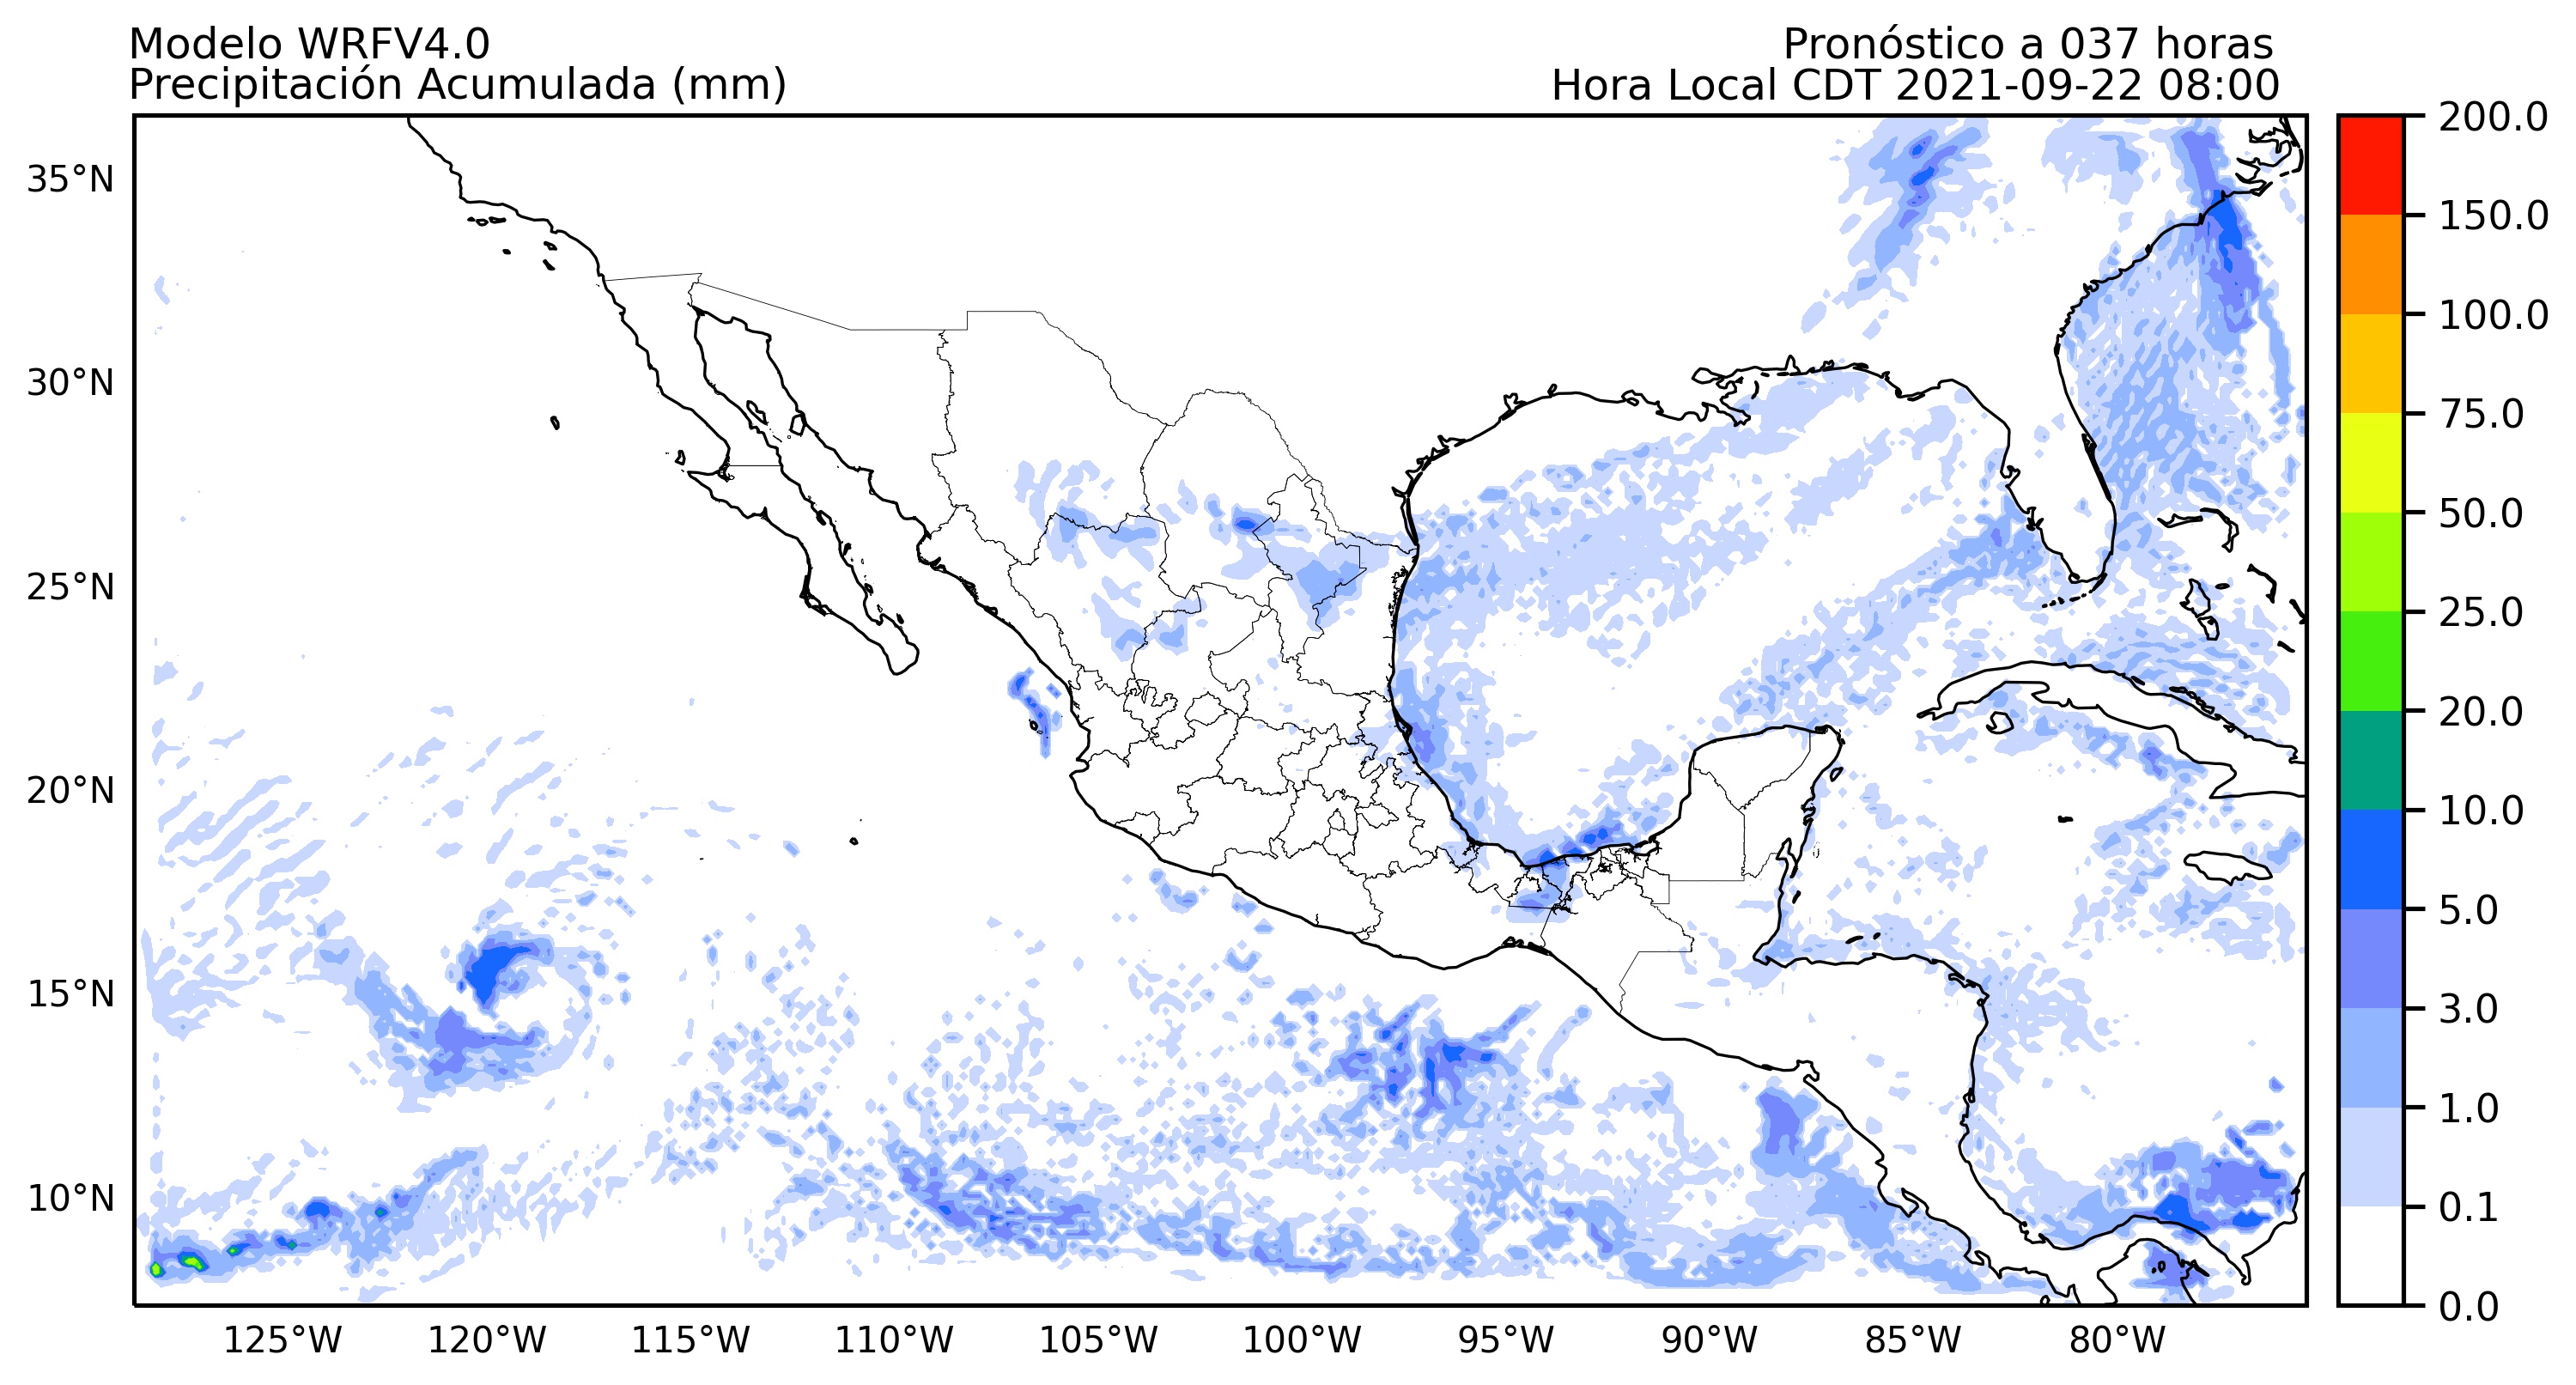 Modelo WRFV4.0
Precipitación Acumulada (mm)
Pronóstico a 037 horas
Hora Local CDT 2021-09-22 08:00
35°N
30°N
25°N
20°N
15°N
10°N
125°W
120°W
115°W
110°W
105°W
100°W
95°W
90°W
85°W
80°W
200.0
150.0
100.0
75.0
50.0
25.0
20.0
10.0
5.0
3.0
1.0
0.1
0.0